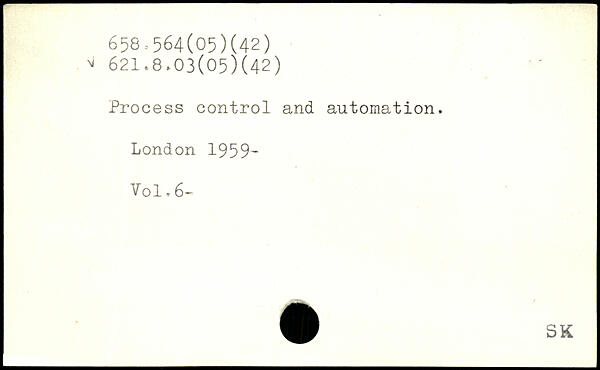 658.564(05)(42)
√ 621.8.03(05)(42)
Process control and automation.
London 1959-
Vol.6-
SK